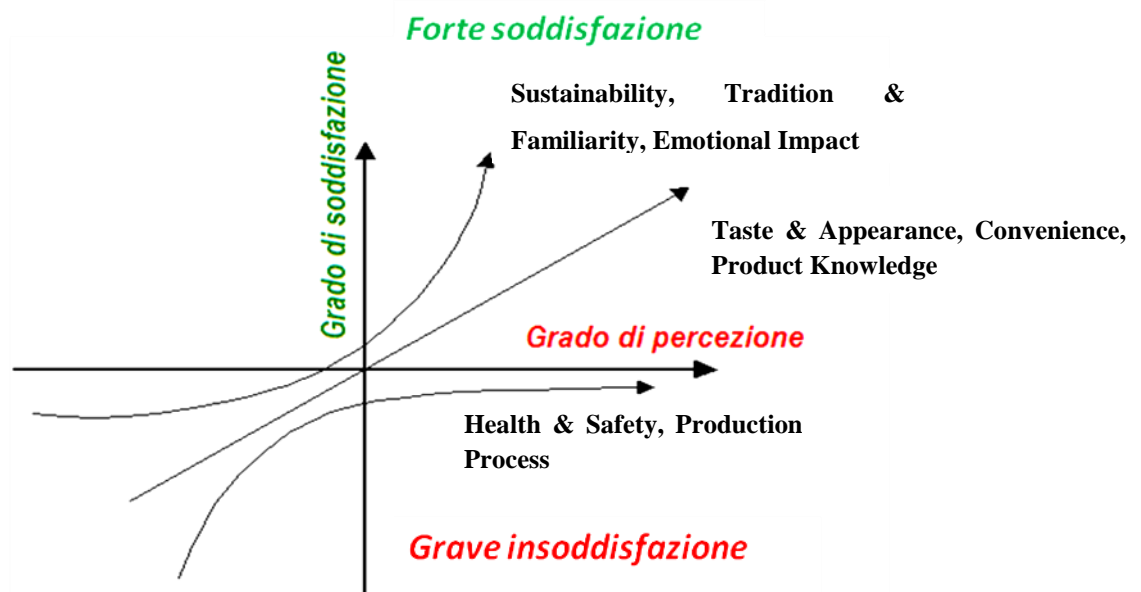 Forte soddisfazione
Grado di soddisfazione
Sustainability, Tradition &
Familiarity, Emotional Impact
Taste & Appearance, Convenience,
Product Knowledge
Grado di percezione
Health & Safety, Production
Process
Grave insoddisfazione